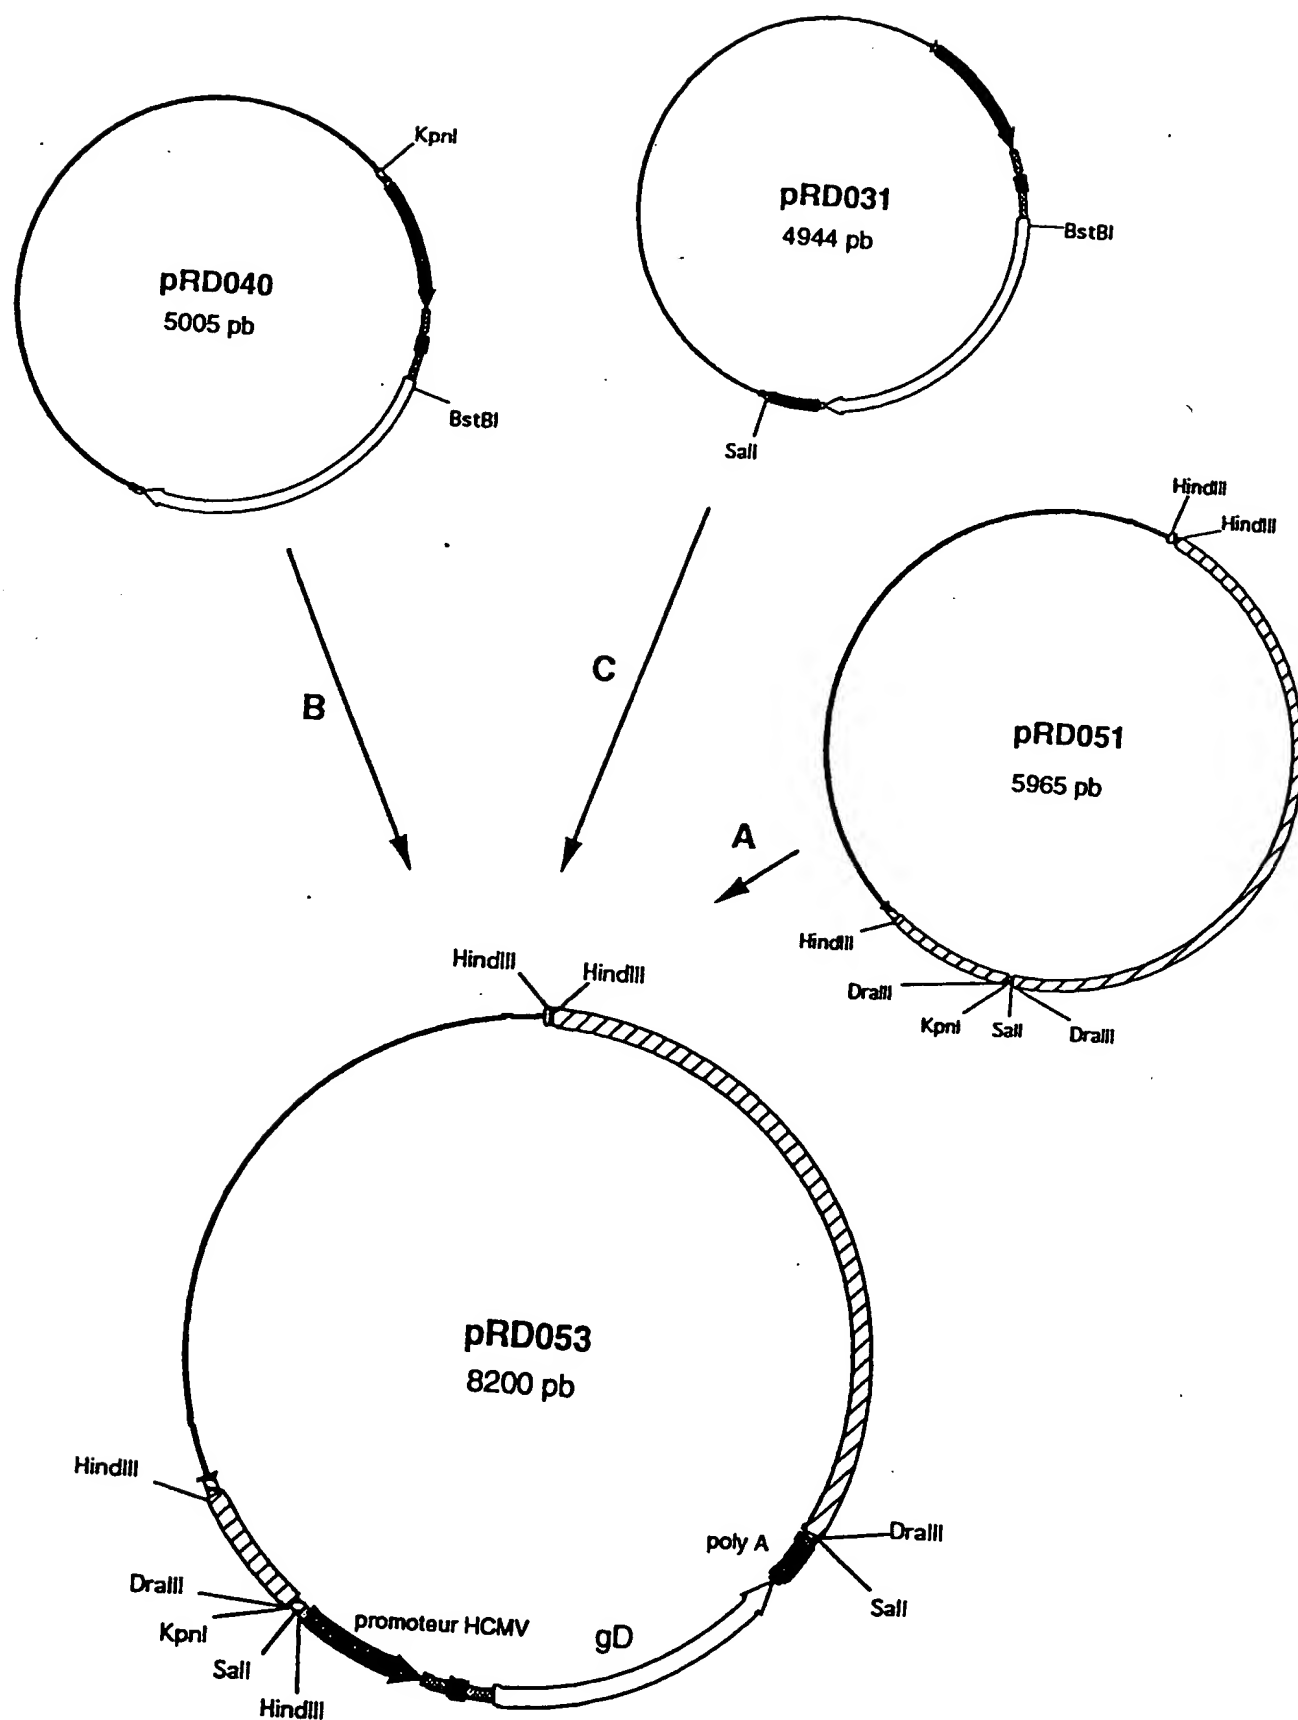 KpnI
pRD040
5005 pb
BstBI
pRD031
4944 pb
BstBI
SalI
HindIII
HindIII
pRD051
5965 pb
HindIII
DraIII
KpnI
SalI
DraIII
B
C
A
HindIII
HindIII
pRD053
8200 pb
HindIII
DraIII
KpnI
SalI
HindIII
promoteur HCMV
gD
poly A
DraIII
SalI